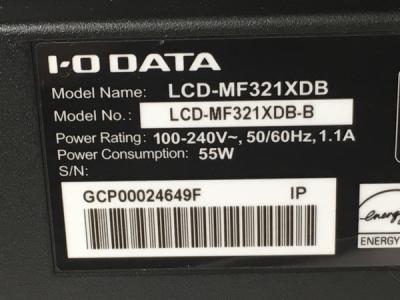 I-O DATA
Model Name: LCD-MF321XDB
Model No.: LCD-MF321XDB-B
Power Rating: 100-240V~, 50/60Hz, 1.1A
Power Consumption: 55W
S/N:
GCP00024649F IP
energy
ENERGY